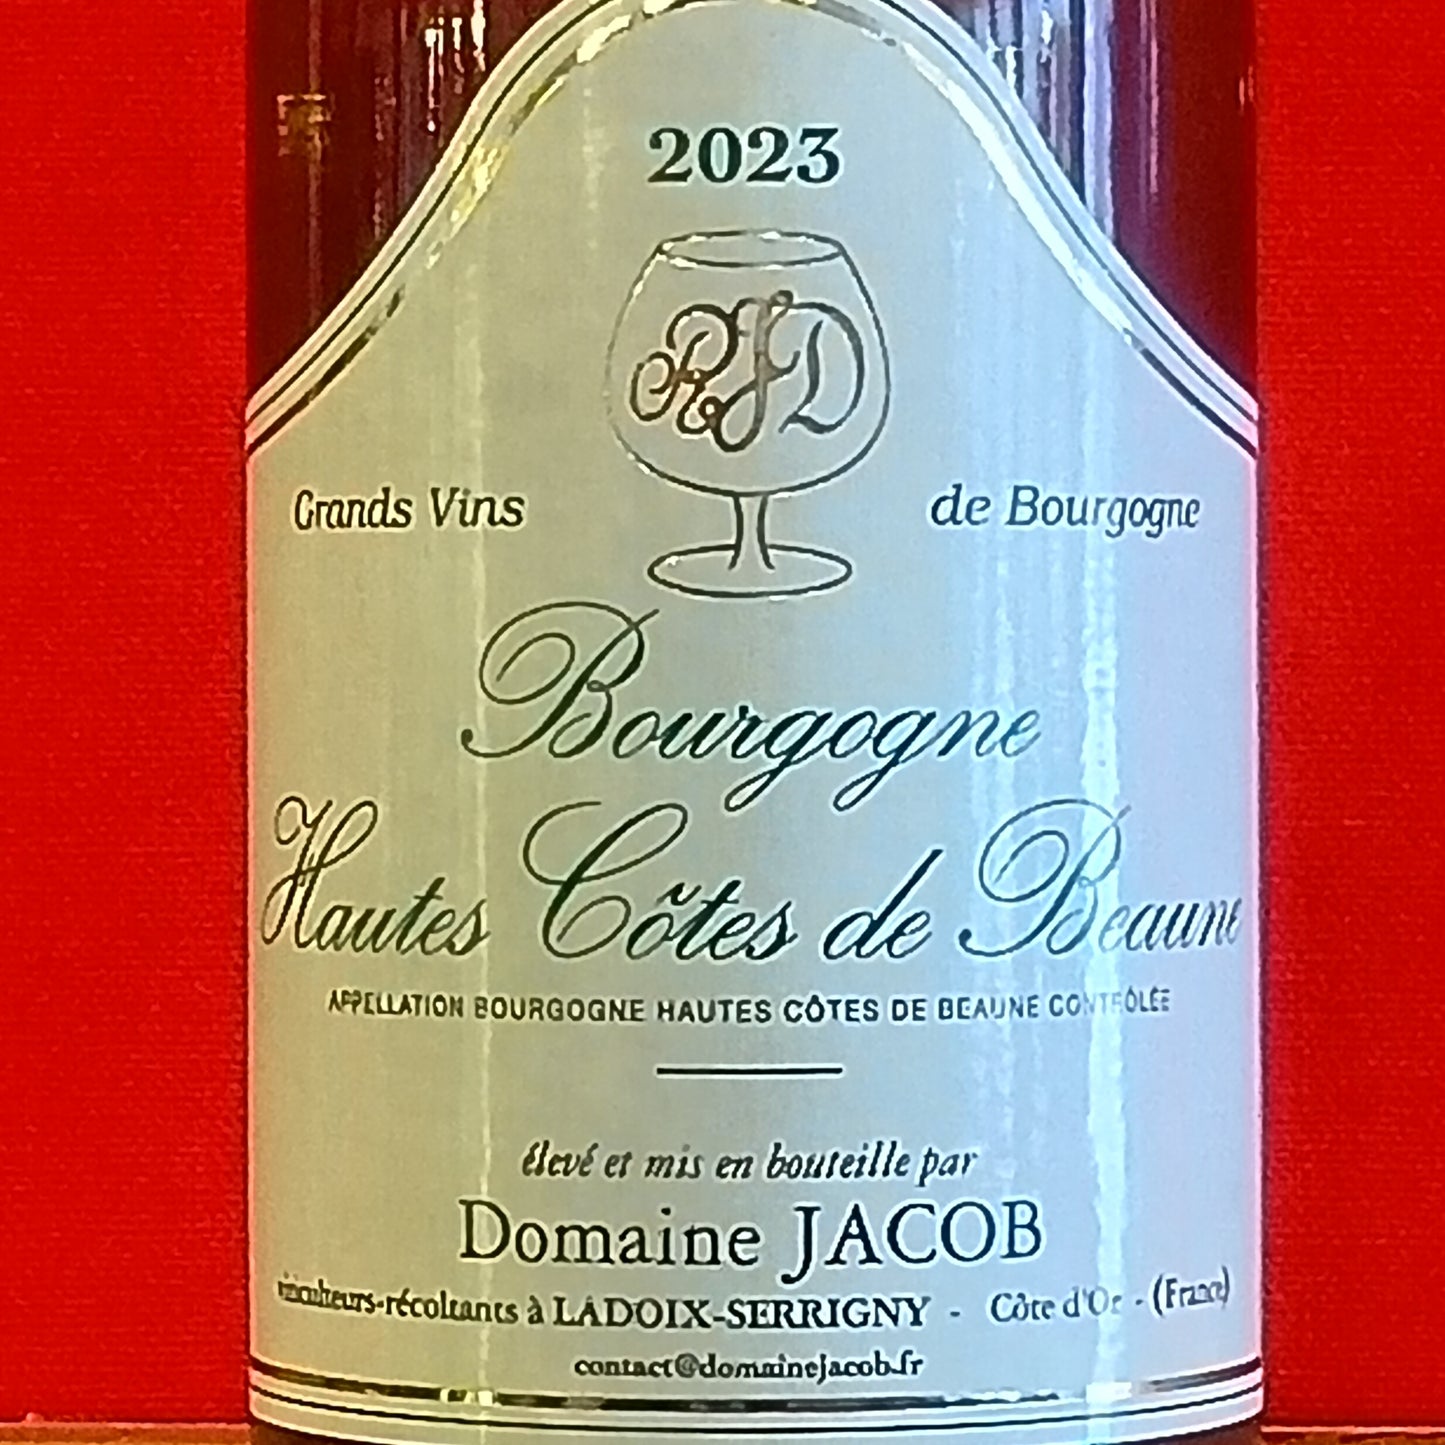 2023
RJD
Grands Vins de Bourgogne
Bourgogne
Hautes Côtes de Beaune
APPELLATION BOURGOGNE HAUTES CÔTES DE BEAUNE CONTRÔLÉE
élevé et mis en bouteille par
Domaine JACOB
viticulteurs-récoltants à LADOIX-SERRIGNY - Côte d'Or - (France)
contact@domainejacob.fr